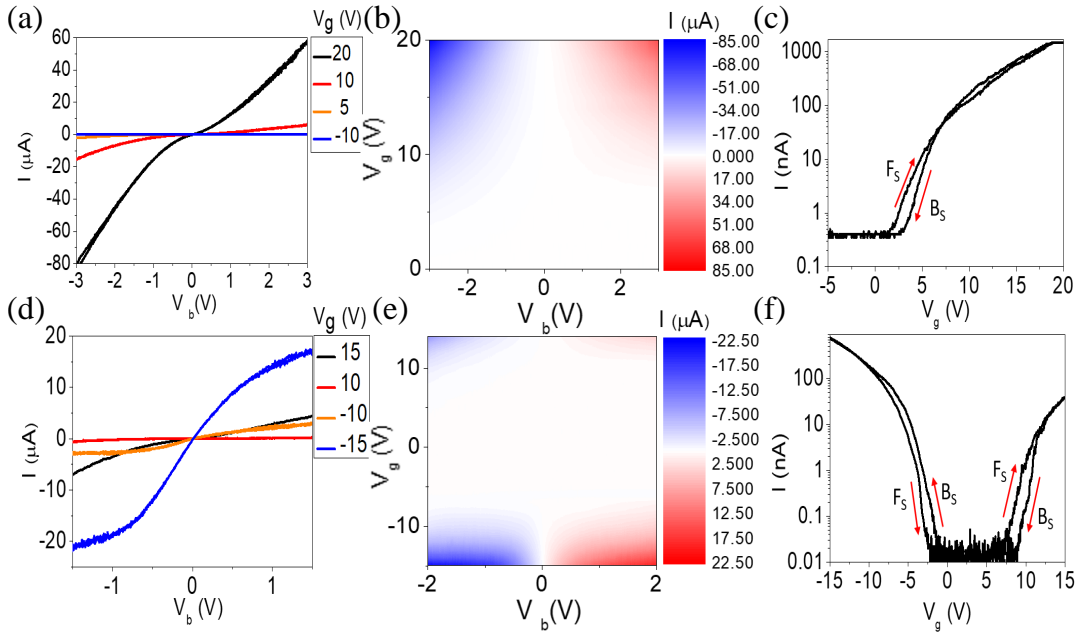 (a)
Vg (V)
20
10
5
-10
60
40
20
0
-20
-40
-60
-80
I (μA)
-3 -2 -1 0 1 2 3
V_b(V)
(b)
I (μA)
20
10
0
V_g(V)
-2 0 2
V_b(V)
-85.00
-68.00
-51.00
-34.00
-17.00
0.000
17.00
34.00
51.00
68.00
85.00
(c)
1000
100
10
1
0.1
I (nA)
F_S
B_S
-5 0 5 10 15 20
V_g (V)
(d)
Vg (V)
15
10
-10
-15
20
10
0
-10
-20
I (μA)
-1 0 1
V_b(V)
(e)
I (μA)
10
0
-10
V_g(V)
-2 0 2
V_b(V)
-22.50
-17.50
-12.50
-7.500
-2.500
2.500
7.500
12.50
17.50
22.50
(f)
100
10
1
0.1
0.01
I (nA)
F_S
B_S
F_S
B_S
-15 -10 -5 0 5 10 15
V_g (V)